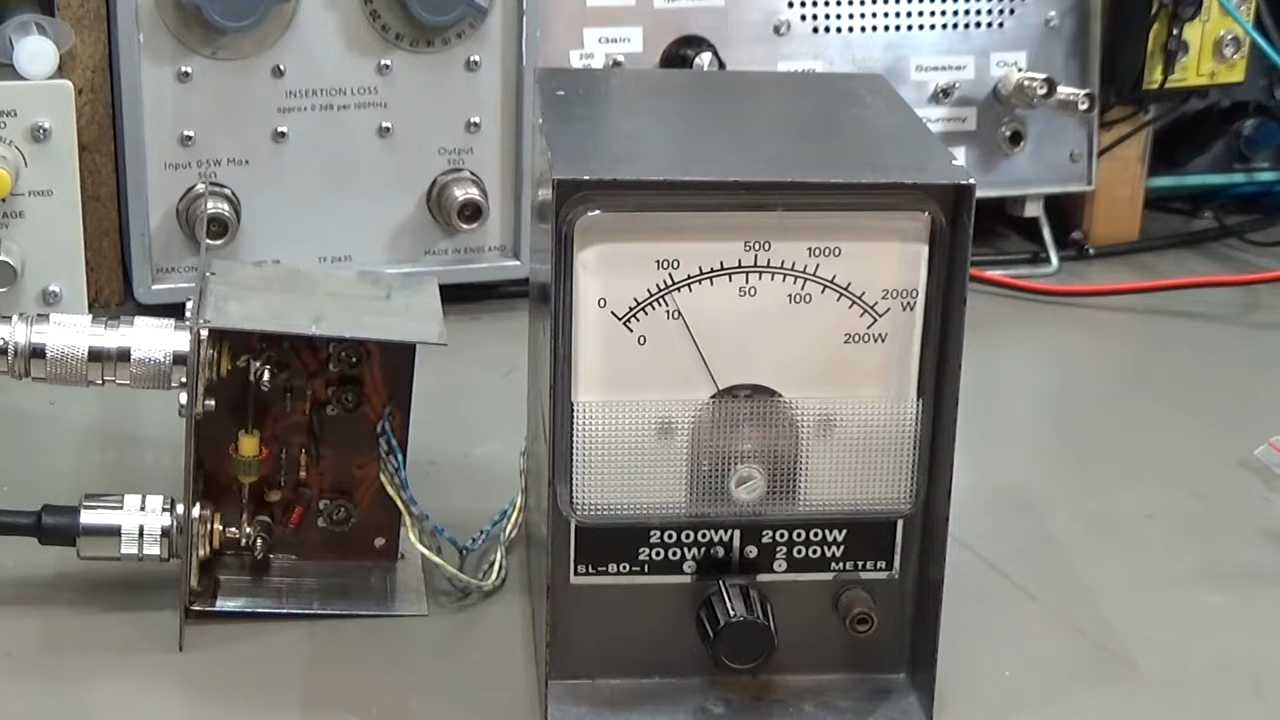 Gain
Speaker
Out
Dummy
INSERTION LOSS
approx 0·3dB per 100MHz
Input 0·5W Max
50Ω
Output
50Ω
MADE IN ENGLAND
MARCON
FIXED
0
100
500
1000
2000
W
0
10
50
100
200W
2000W
2000W
200W
200W
SL-80-1
METER